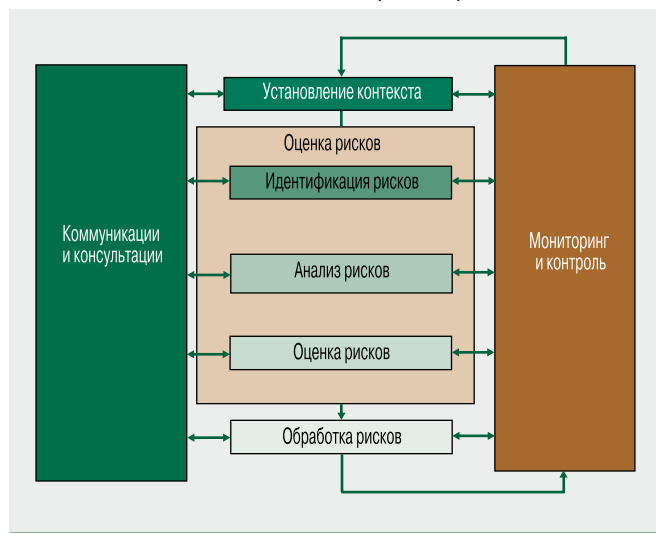 Установление контекста
Оценка рисков
Идентификация рисков
Коммуникации
и консультации
Анализ рисков
Мониторинг
и контроль
Оценка рисков
Обработка рисков